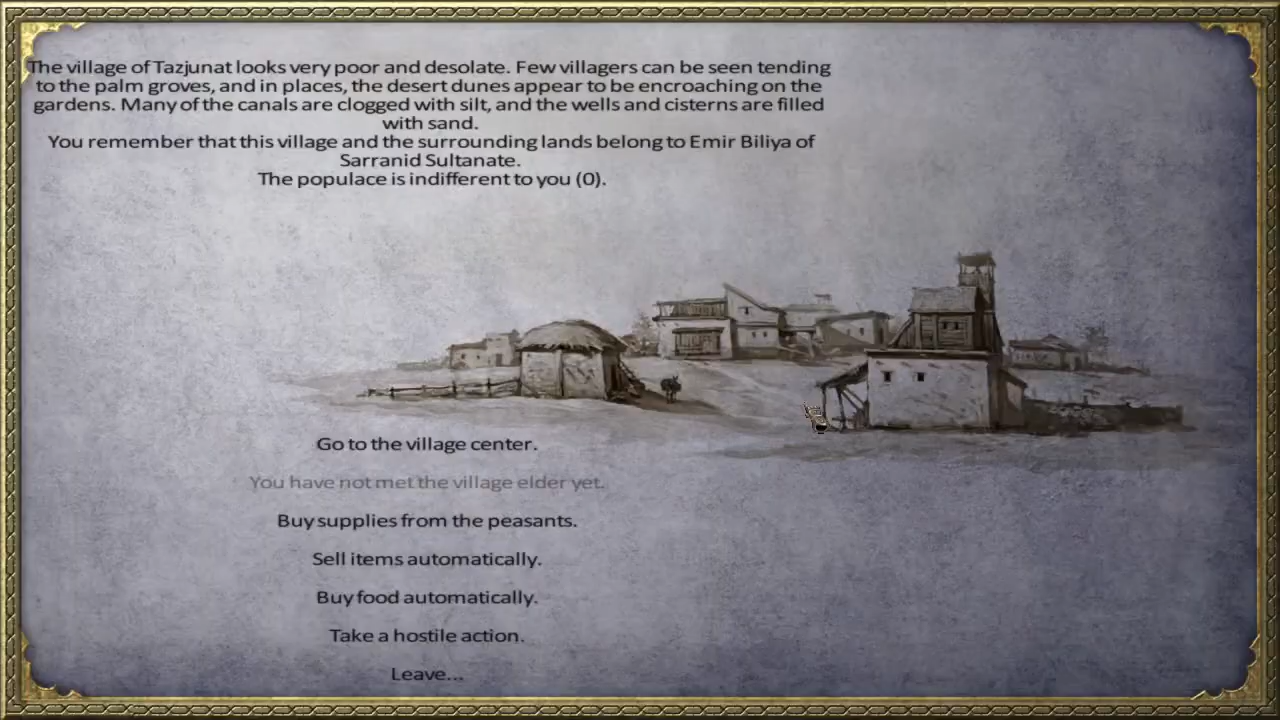 The village of Tazjunat looks very poor and desolate. Few villagers can be seen tending
to the palm groves, and in places, the desert dunes appear to be encroaching on the
gardens. Many of the canals are clogged with silt, and the wells and cisterns are filled
with sand.
You remember that this village and the surrounding lands belong to Emir Biliya of
Sarranid Sultanate.
The populace is indifferent to you (0).
Go to the village center.
You have not met the village elder yet.
Buy supplies from the peasants.
Sell items automatically.
Buy food automatically.
Take a hostile action.
Leave...